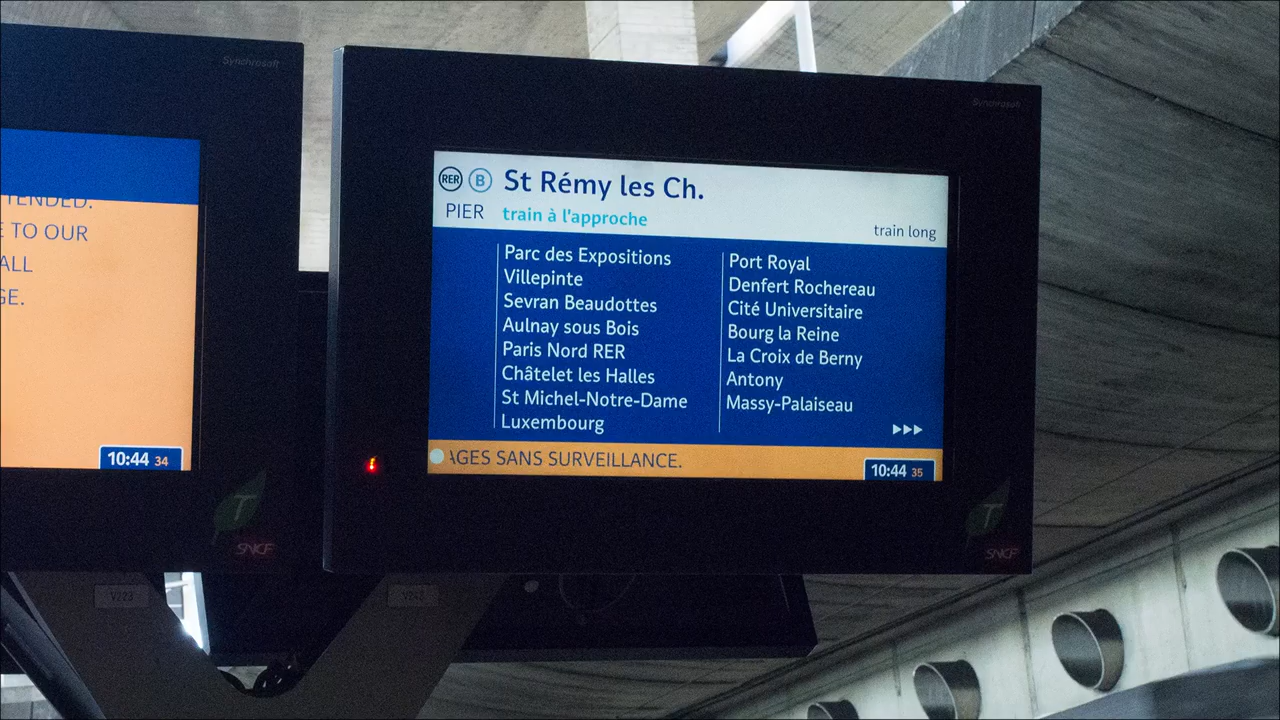 Synchrosoft
TENDED.
E TO OUR
ALL
GE.
10:44 34
T
SNCF
V223
Synchrosoft
RER B St Rémy les Ch.
PIER train à l'approche
train long
Parc des Expositions
Villepinte
Sevran Beaudottes
Aulnay sous Bois
Paris Nord RER
Châtelet les Halles
St Michel-Notre-Dame
Luxembourg
Port Royal
Denfert Rochereau
Cité Universitaire
Bourg la Reine
La Croix de Berny
Antony
Massy-Palaiseau
AGES SANS SURVEILLANCE.
10:44 35
T
SNCF